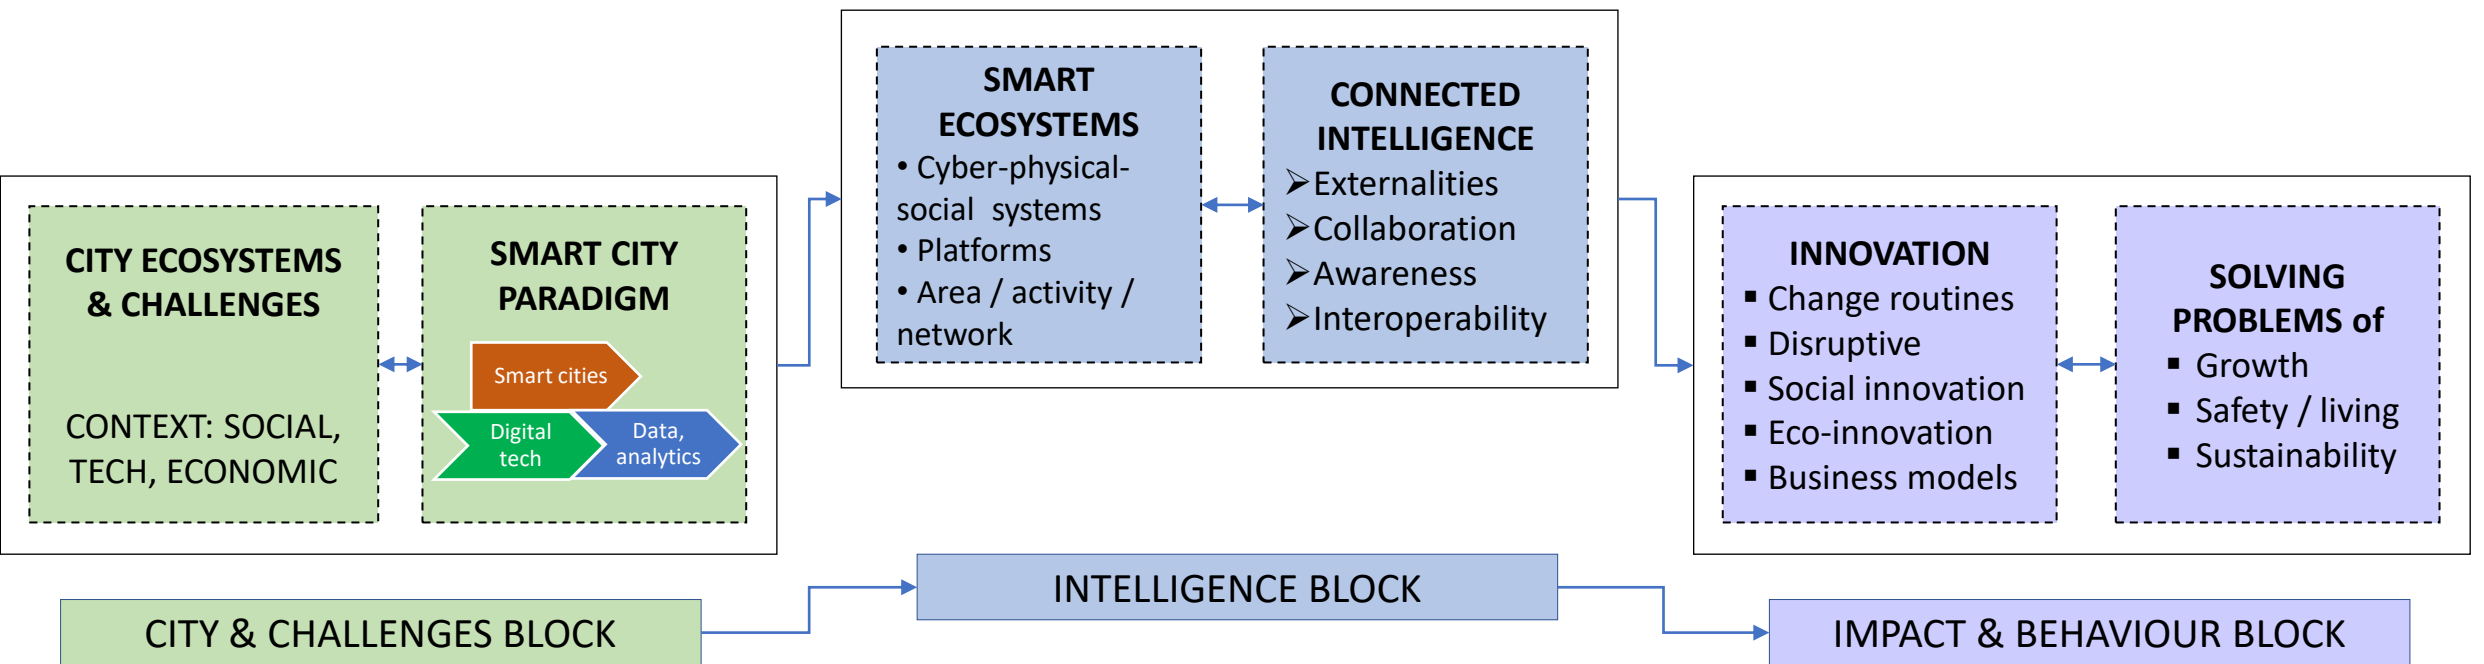 CITY ECOSYSTEMS
& CHALLENGES
CONTEXT: SOCIAL,
TECH, ECONOMIC
SMART CITY
PARADIGM
Smart cities
Digital
tech
Data,
analytics
SMART
ECOSYSTEMS
• Cyber-physical-
social systems
• Platforms
• Area / activity /
network
CONNECTED
INTELLIGENCE
➢Externalities
➢Collaboration
➢Awareness
➢Interoperability
INNOVATION
▪ Change routines
▪ Disruptive
▪ Social innovation
▪ Eco-innovation
▪ Business models
SOLVING
PROBLEMS of
▪ Growth
▪ Safety / living
▪ Sustainability
CITY & CHALLENGES BLOCK
INTELLIGENCE BLOCK
IMPACT & BEHAVIOUR BLOCK